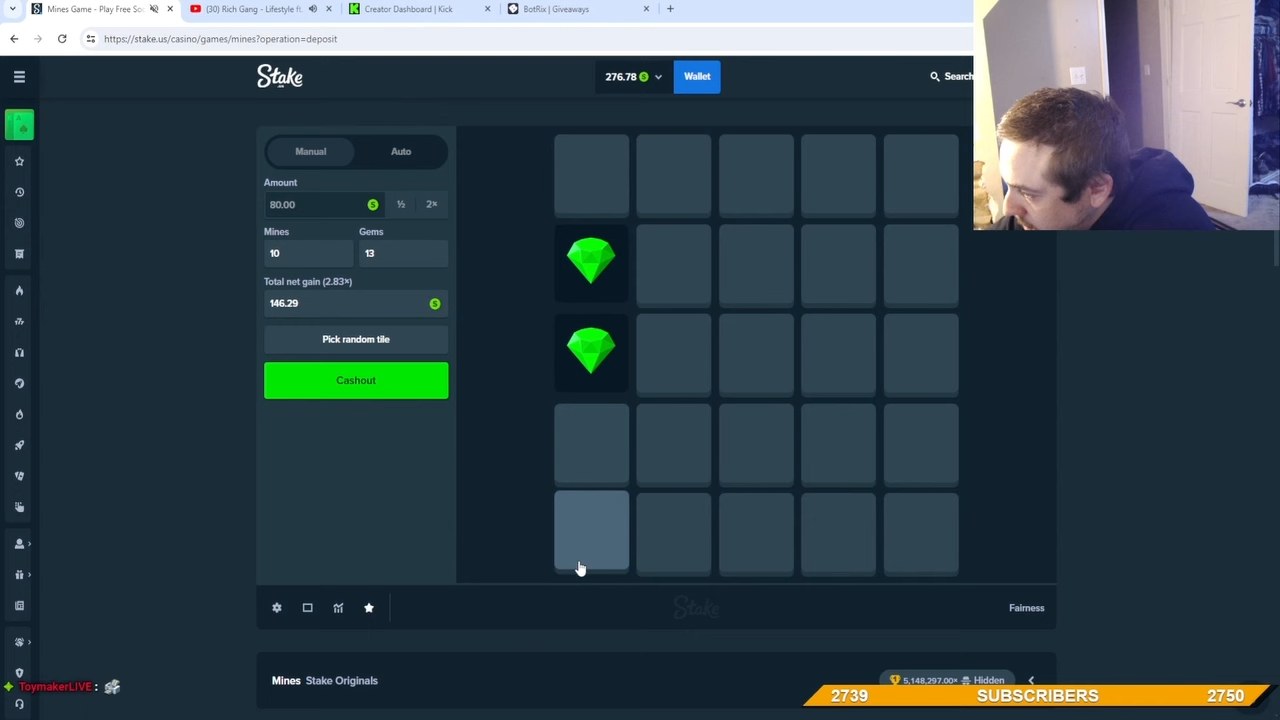 Mines Game - Play Free So
(30) Rich Gang - Lifestyle ft
Creator Dashboard | Kick
BotRix | Giveaways
https://stake.us/casino/games/mines?operation=deposit
Stake
276.78
Wallet
Search
Manual
Auto
Amount
80.00
½
2×
Mines
Gems
10
13
Total net gain (2.83×)
146.29
Pick random tile
Cashout
Stake
Fairness
Mines Stake Originals
5,148,297.00× Hidden
ToymakerLIVE :
2739 SUBSCRIBERS 2750